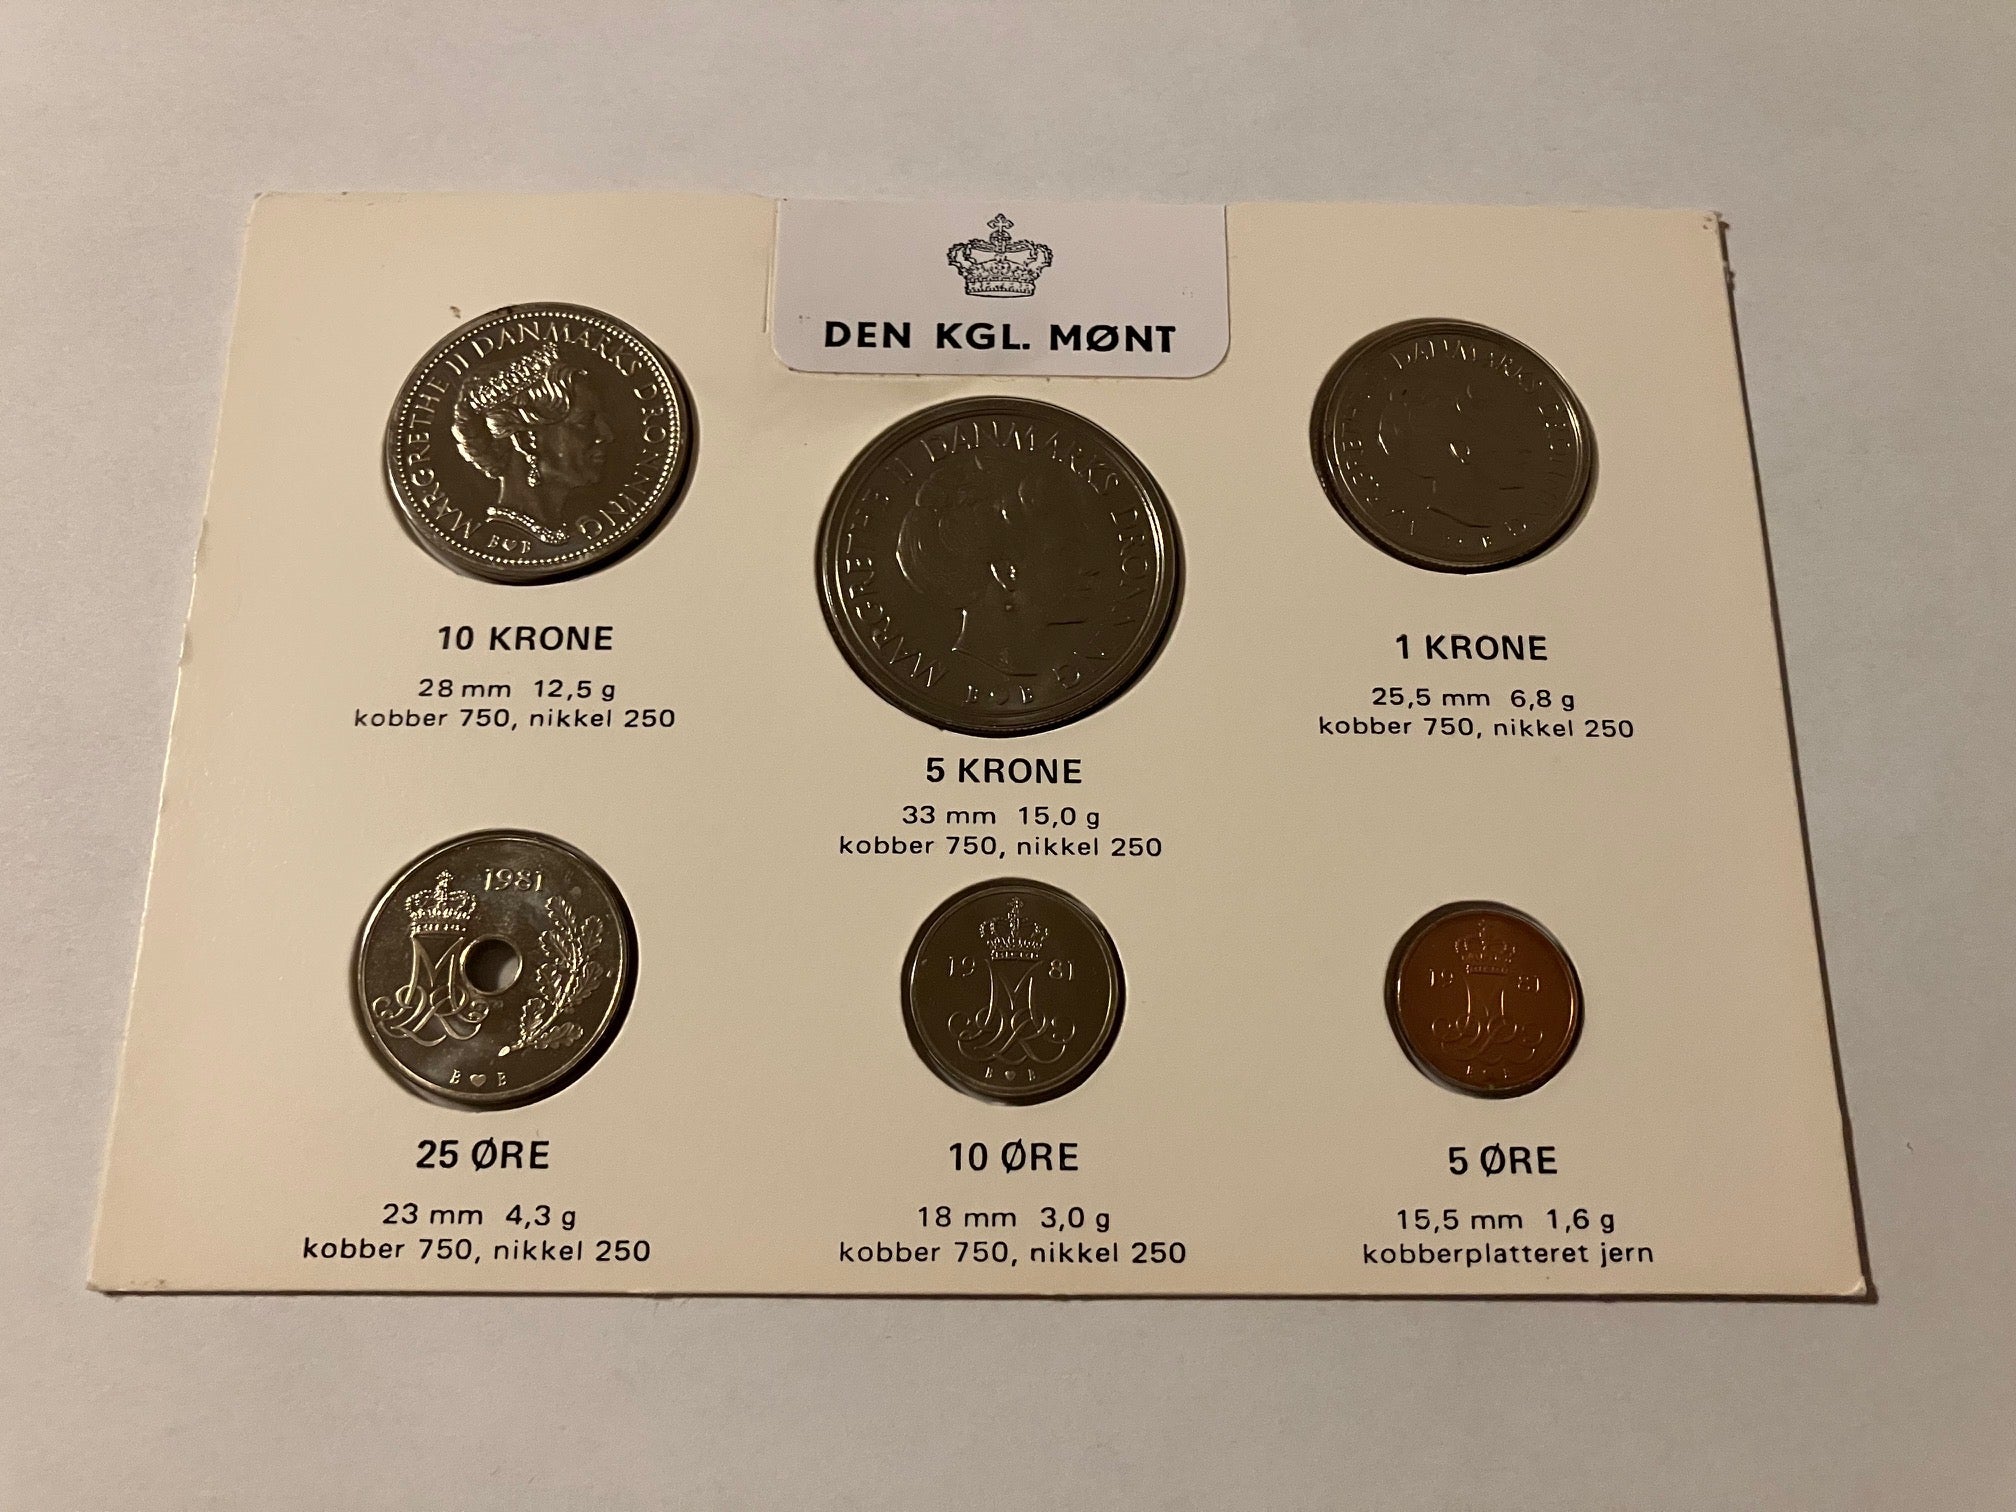 DEN KGL. MØNT
MARGRETHE II DANMARKS DRONNING
B♥B
10 KRONE
28 mm 12,5 g
kobber 750, nikkel 250
MARGRETHE II DANMARKS DRONNING
B♥B
5 KRONE
33 mm 15,0 g
kobber 750, nikkel 250
DANMARKS
1 KRONE
25,5 mm 6,8 g
kobber 750, nikkel 250
1981
B♥B
25 ØRE
23 mm 4,3 g
kobber 750, nikkel 250
19 81
B♥B
10 ØRE
18 mm 3,0 g
kobber 750, nikkel 250
19 81
5 ØRE
15,5 mm 1,6 g
kobberplatteret jern